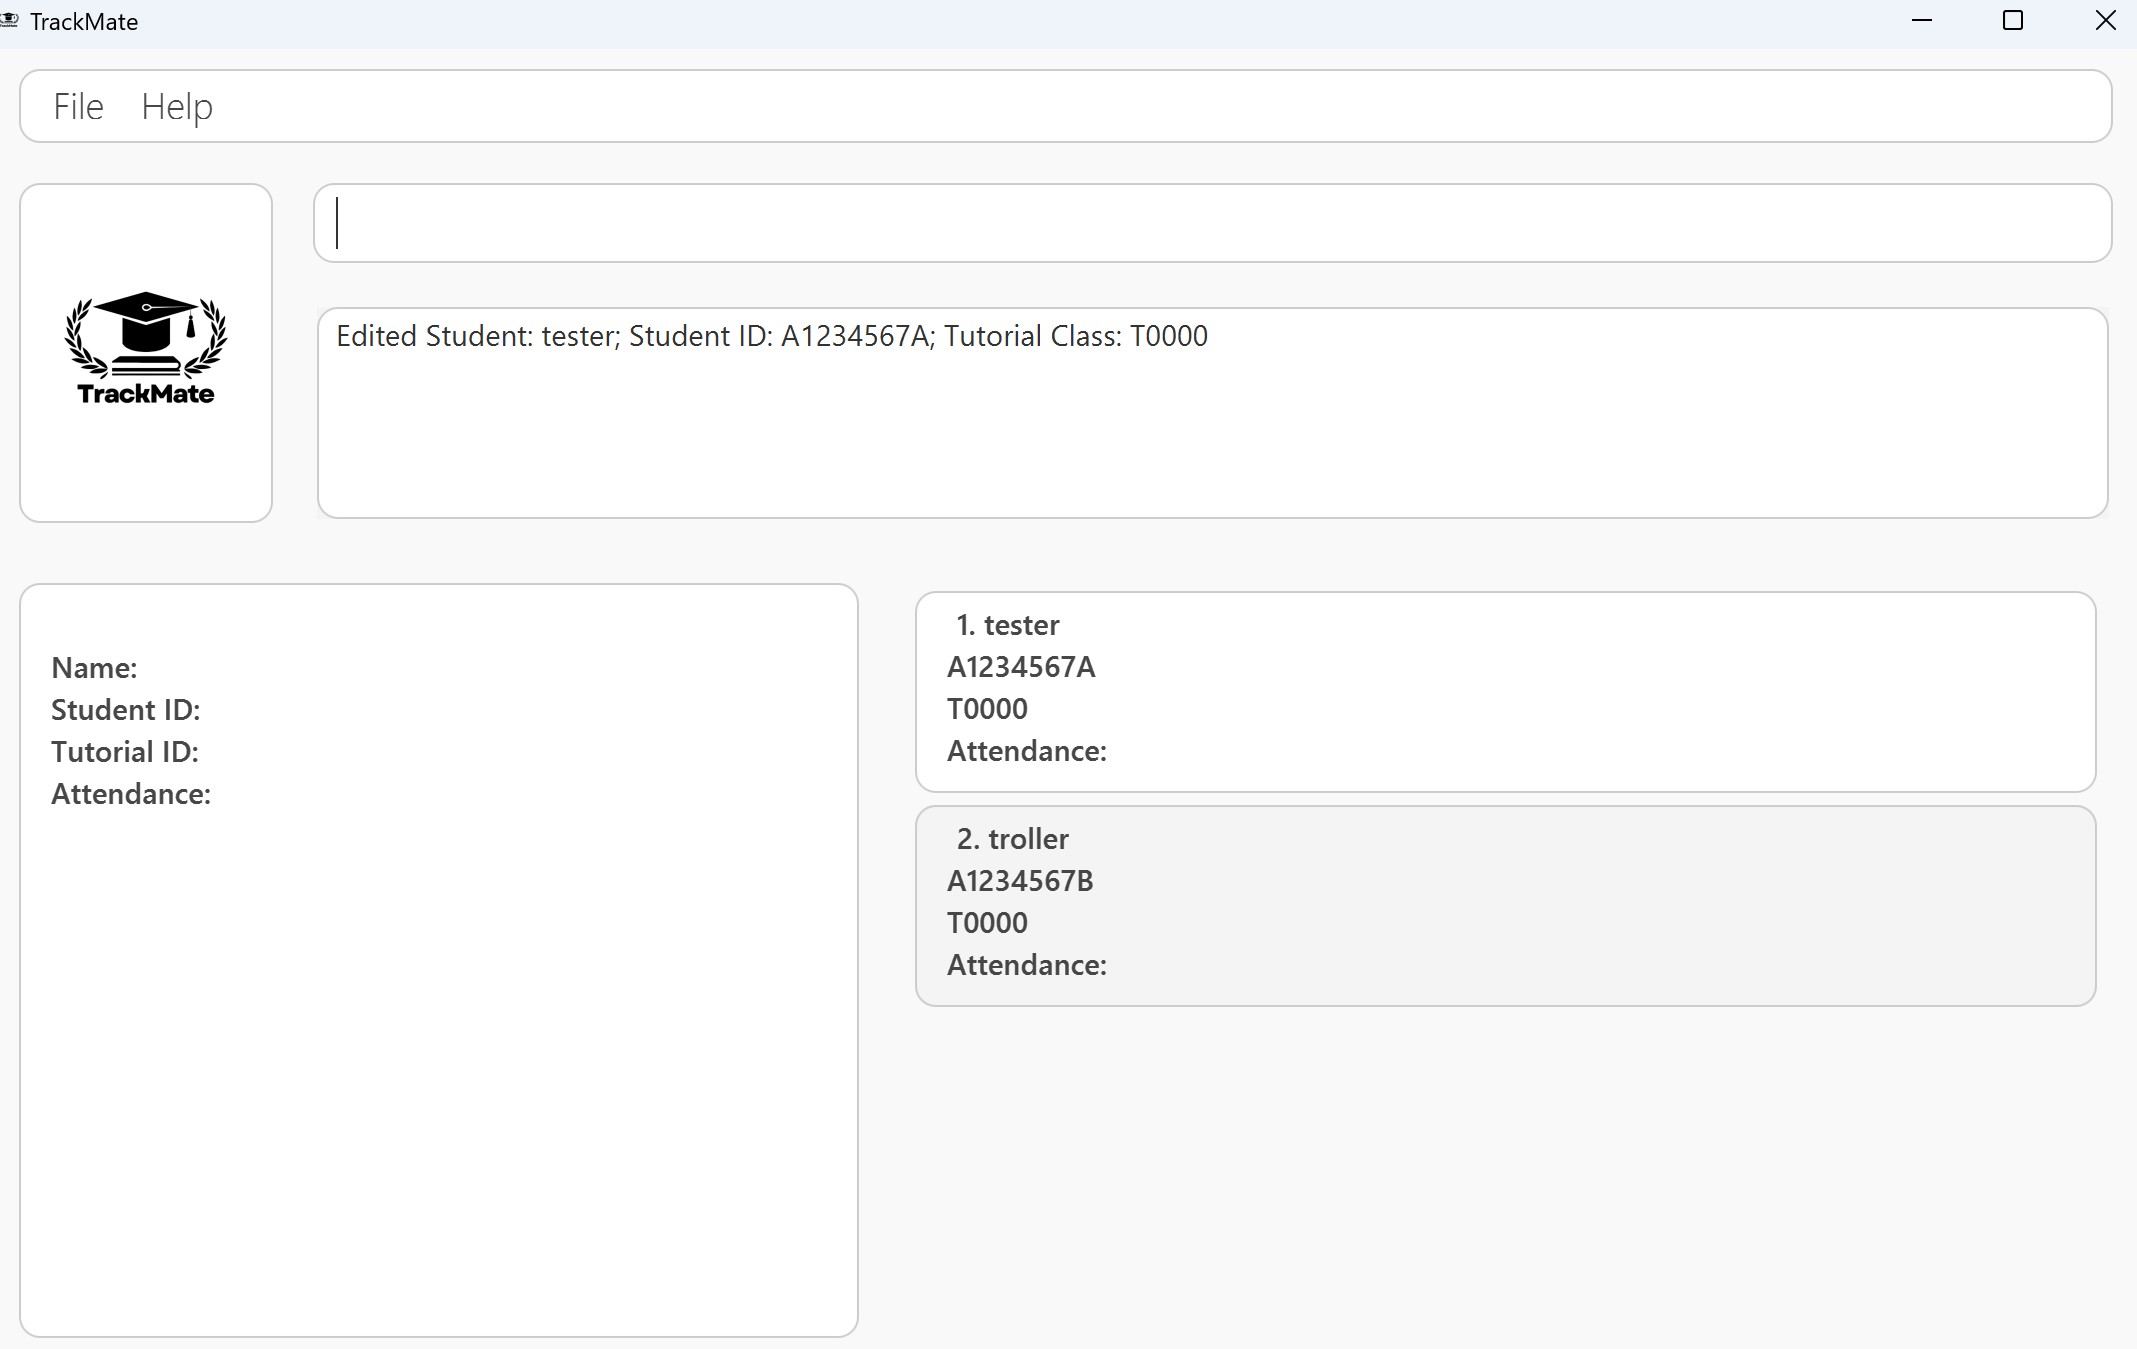 TrackMate
File Help
TrackMate
Edited Student: tester; Student ID: A1234567A; Tutorial Class: T0000
Name:
Student ID:
Tutorial ID:
Attendance:
1. tester
A1234567A
T0000
Attendance:
2. troller
A1234567B
T0000
Attendance: